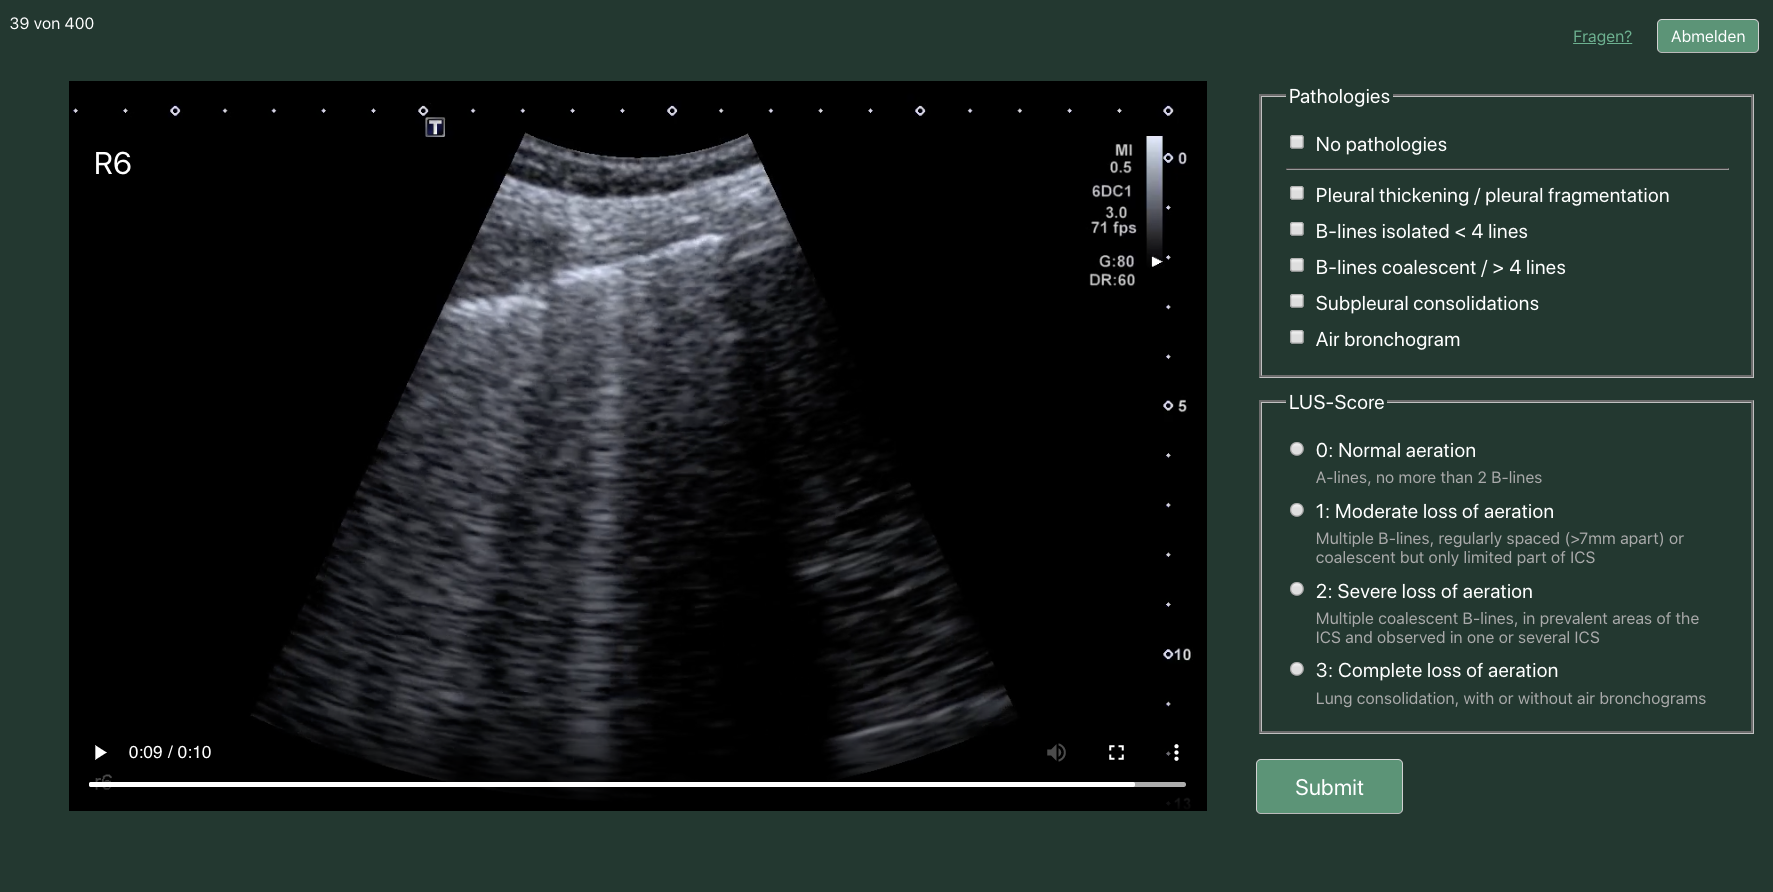 39 von 400
Fragen?
Abmelden
T
R6
MI
0.5
6DC1
3.0
71 fps
G:80
DR:60
0
5
10
13
r6
0:09 / 0:10
Pathologies
No pathologies
Pleural thickening / pleural fragmentation
B-lines isolated < 4 lines
B-lines coalescent / > 4 lines
Subpleural consolidations
Air bronchogram
LUS-Score
0: Normal aeration
A-lines, no more than 2 B-lines
1: Moderate loss of aeration
Multiple B-lines, regularly spaced (>7mm apart) or
coalescent but only limited part of ICS
2: Severe loss of aeration
Multiple coalescent B-lines, in prevalent areas of the
ICS and observed in one or several ICS
3: Complete loss of aeration
Lung consolidation, with or without air bronchograms
Submit